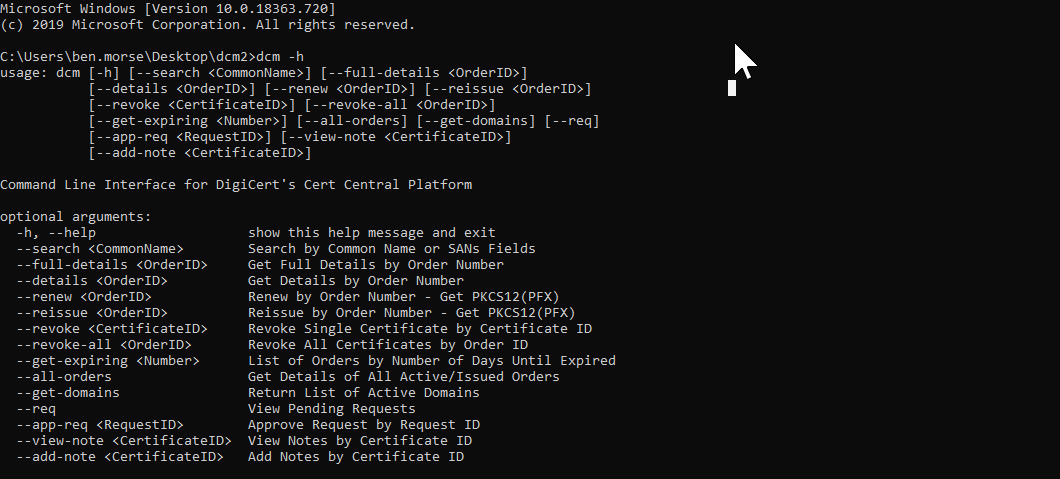 Microsoft Windows [Version 10.0.18363.720]
(c) 2019 Microsoft Corporation. All rights reserved.
C:\Users\ben.morse\Desktop\dcm2>dcm -h
usage: dcm [-h] [--search <CommonName>] [--full-details <OrderID>]
[--details <OrderID>] [--renew <OrderID>] [--reissue <OrderID>]
[--revoke <CertificateID>] [--revoke-all <OrderID>]
[--get-expiring <Number>] [--all-orders] [--get-domains] [--req]
[--app-req <RequestID>] [--view-note <CertificateID>]
[--add-note <CertificateID>]
Command Line Interface for DigiCert's Cert Central Platform
optional arguments:
-h, --help show this help message and exit
--search <CommonName> Search by Common Name or SANs Fields
--full-details <OrderID> Get Full Details by Order Number
--details <OrderID> Get Details by Order Number
--renew <OrderID> Renew by Order Number - Get PKCS12(PFX)
--reissue <OrderID> Reissue by Order Number - Get PKCS12(PFX)
--revoke <CertificateID> Revoke Single Certificate by Certificate ID
--revoke-all <OrderID> Revoke All Certificates by Order ID
--get-expiring <Number> List of Orders by Number of Days Until Expired
--all-orders Get Details of All Active/Issued Orders
--get-domains Return List of Active Domains
--req View Pending Requests
--app-req <RequestID> Approve Request by Request ID
--view-note <CertificateID> View Notes by Certificate ID
--add-note <CertificateID> Add Notes by Certificate ID